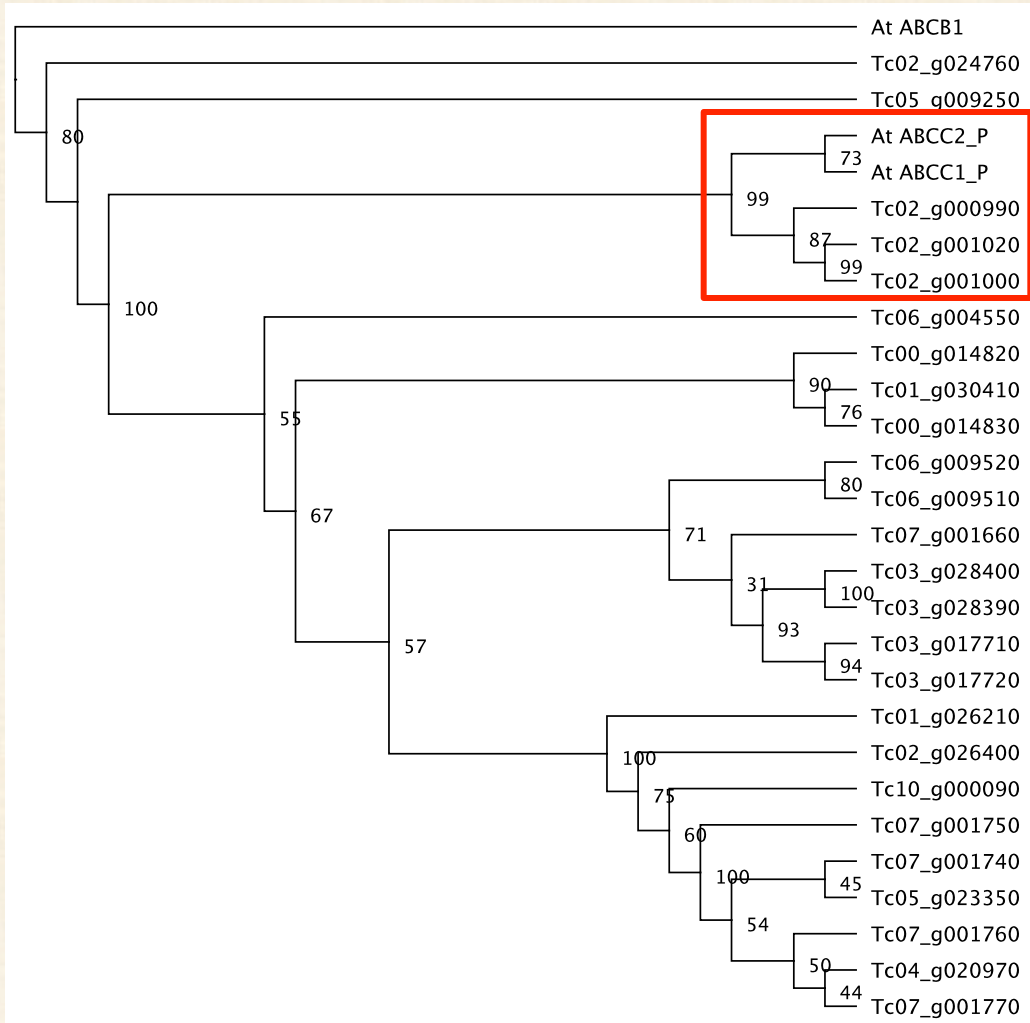 At ABCB1
Tc02_g024760
Tc05_g009250
80
At ABCC2_P
73
At ABCC1_P
99
Tc02_g000990
87
Tc02_g001020
99
Tc02_g001000
100
Tc06_g004550
Tc00_g014820
90
Tc01_g030410
76
Tc00_g014830
55
Tc06_g009520
80
Tc06_g009510
67
71
Tc07_g001660
Tc03_g028400
31
100
Tc03_g028390
93
Tc03_g017710
57
94
Tc03_g017720
Tc01_g026210
Tc02_g026400
100
Tc10_g000090
75
Tc07_g001750
60
Tc07_g001740
100
45
Tc05_g023350
54
Tc07_g001760
50
Tc04_g020970
44
Tc07_g001770